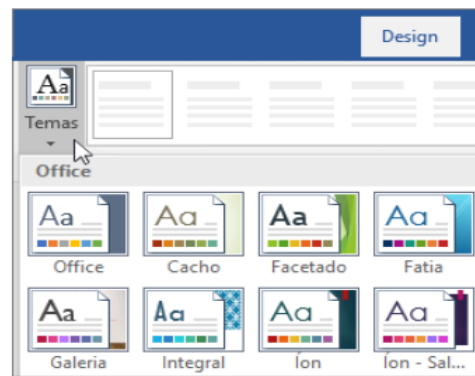 Design
Aa
Temas
Office
Aa Aa Aa Aa
Office Cacho Facetado Fatia
Aa Aa Aa Aa
Galeria Integral Íon Íon - Sal...